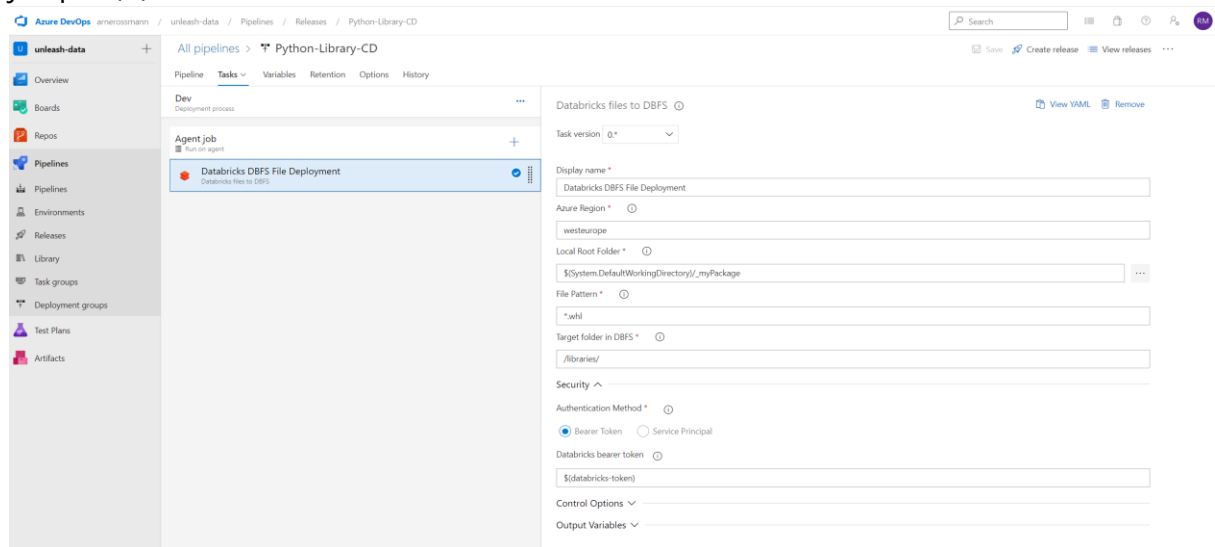 Azure DevOps arnerossmann / unleash-data / Pipelines / Releases / Python-Library-CD
Search
RM
U unleash-data
All pipelines > Python-Library-CD
Save Create release View releases
Overview
Boards
Repos
Pipelines
Pipelines
Environments
Releases
Library
Task groups
Deployment groups
Test Plans
Artifacts
Pipeline Tasks Variables Retention Options History
Dev
Deployment process
Agent job
Run on agent
Databricks DBFS File Deployment
Databricks files to DBFS
Databricks files to DBFS
View YAML Remove
Task version 0.*
Display name *
Databricks DBFS File Deployment
Azure Region *
westeurope
Local Root Folder *
$(System.DefaultWorkingDirectory)/_myPackage
File Pattern *
*.whl
Target folder in DBFS *
/libraries/
Security
Authentication Method *
Bearer Token Service Principal
Databricks bearer token
$(databricks-token)
Control Options
Output Variables